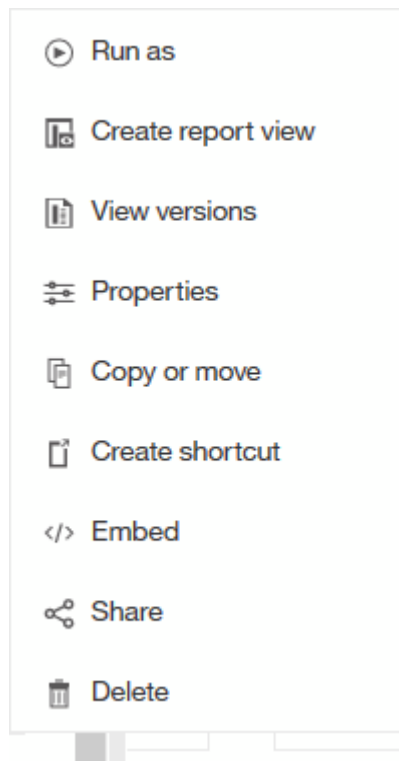 Run as
Create report view
View versions
Properties
Copy or move
Create shortcut
Embed
Share
Delete